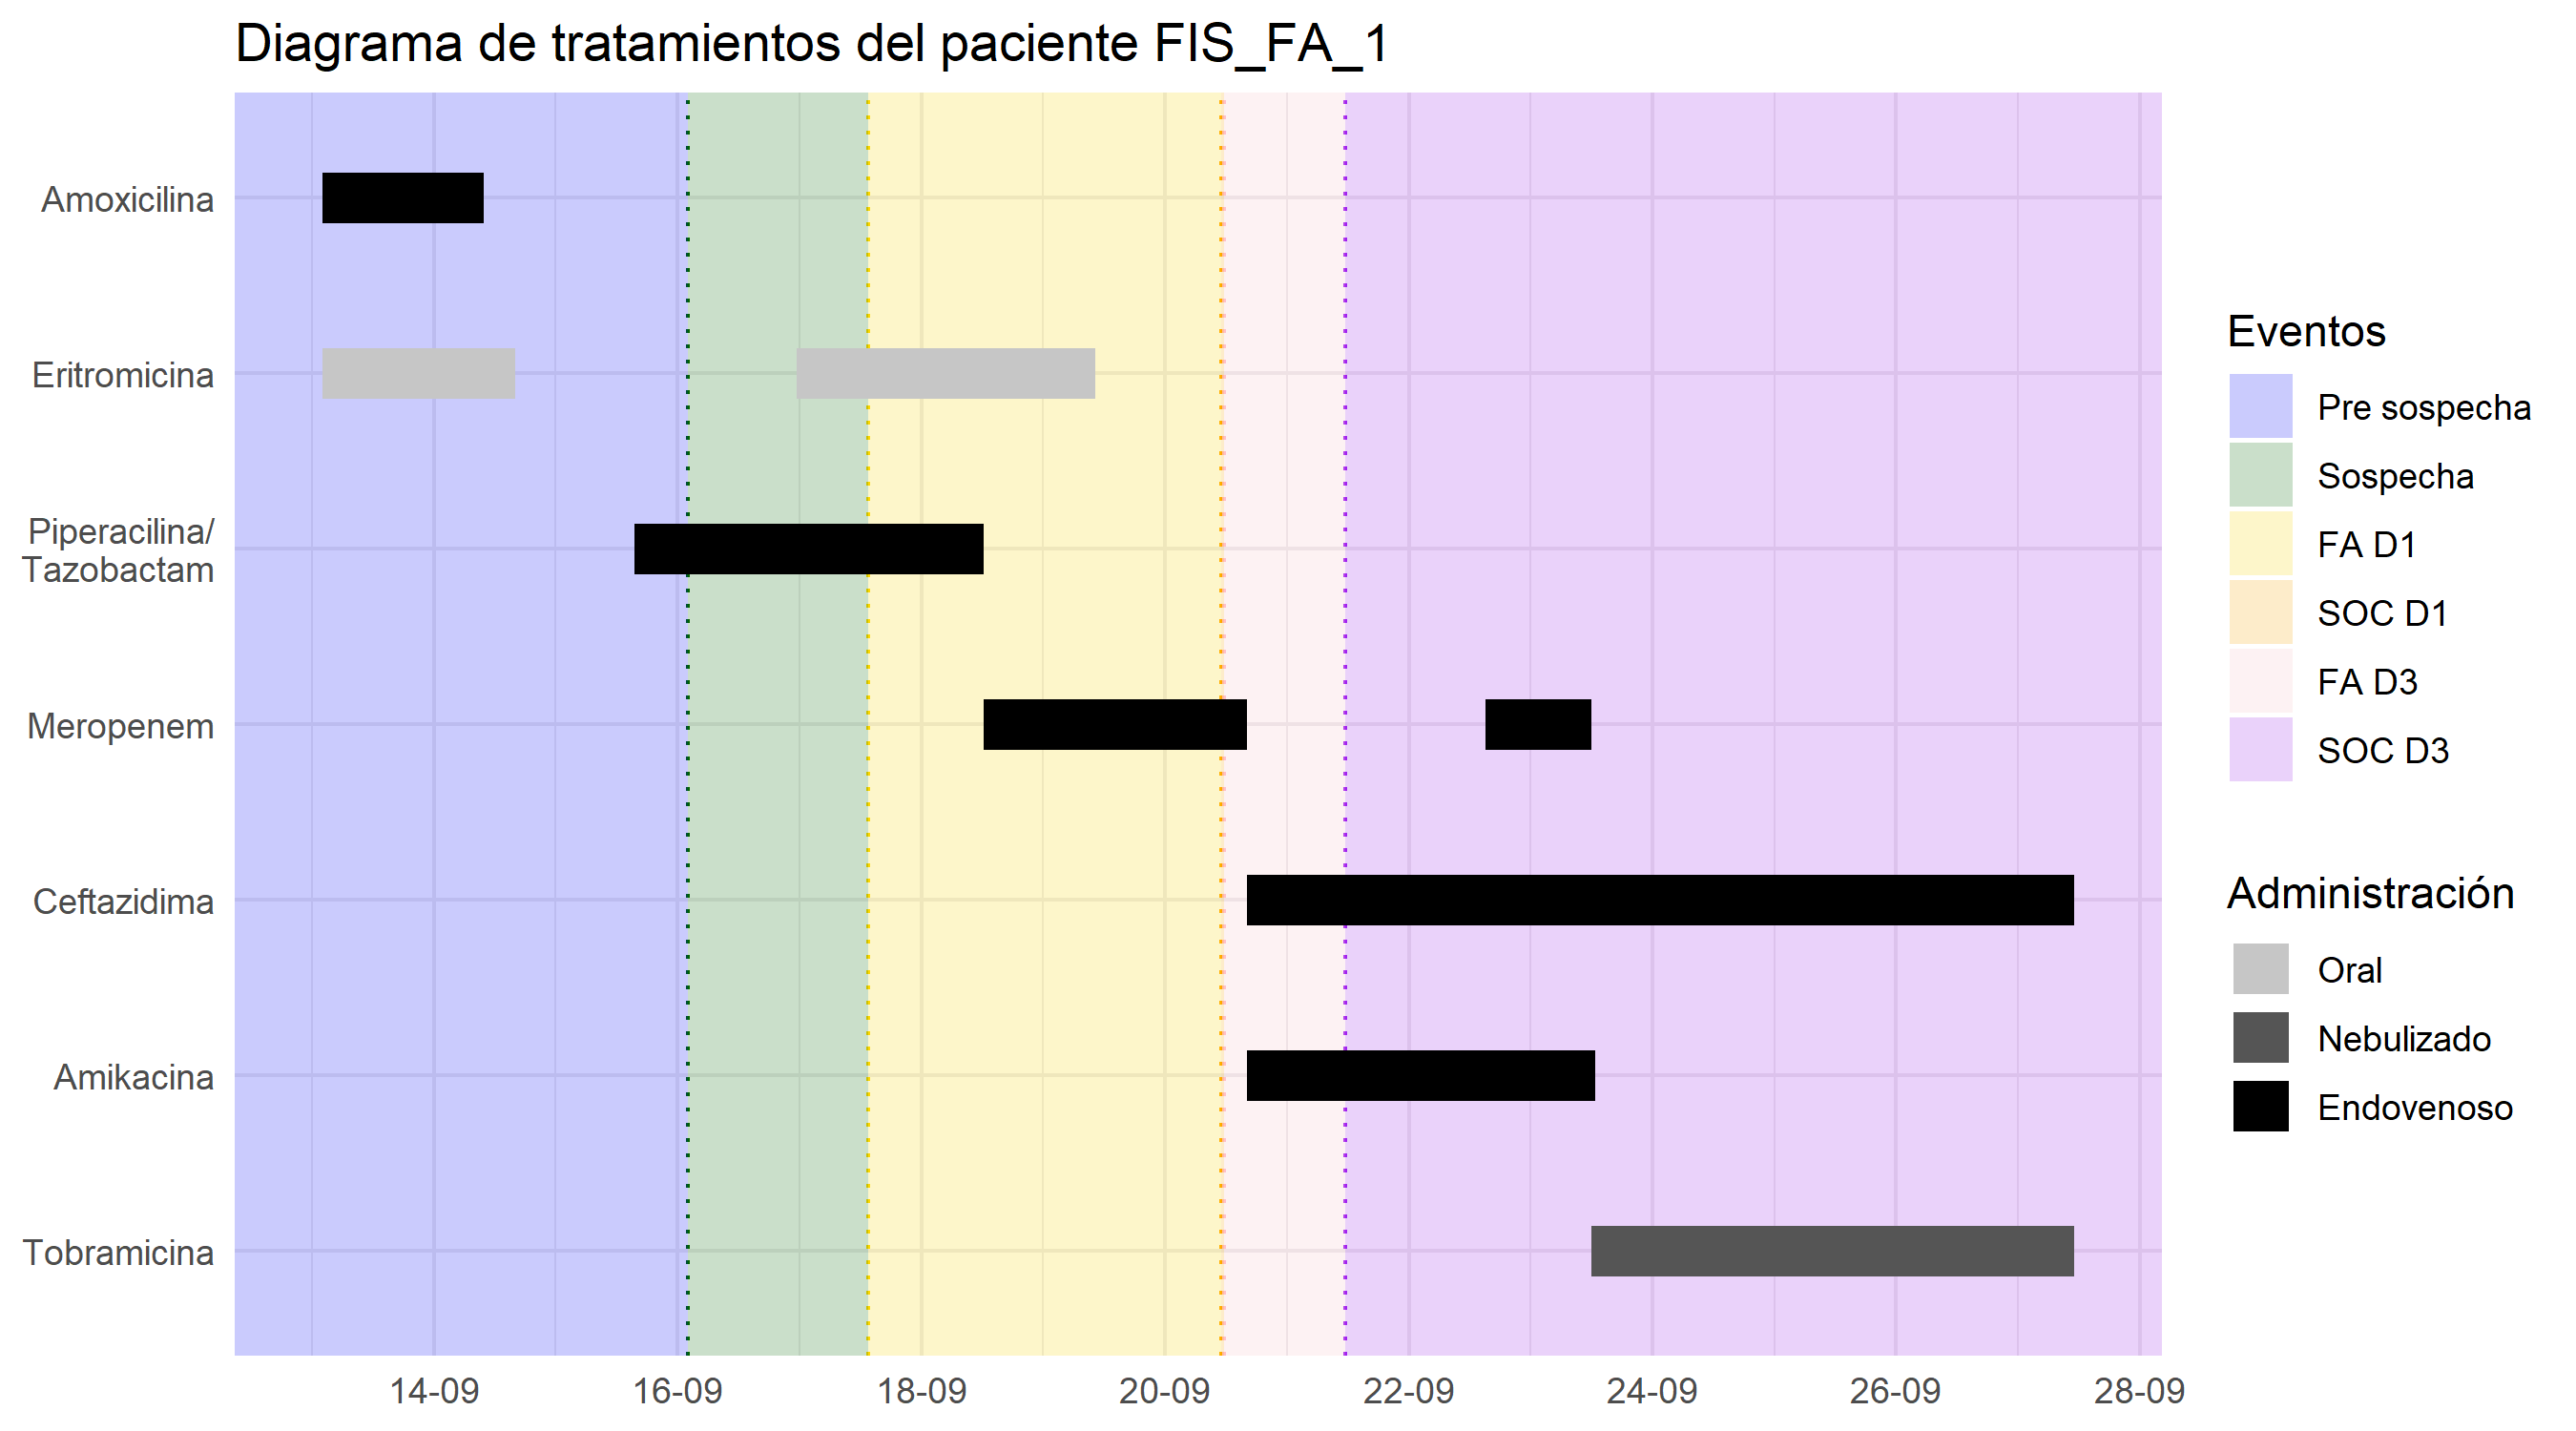 Diagrama de tratamientos del paciente FIS_FA_1
Amoxicilina
Eritromicina
Piperacilina/
Tazobactam
Meropenem
Ceftazidima
Amikacina
Tobramicina
14-09
16-09
18-09
20-09
22-09
24-09
26-09
28-09
Eventos
Pre sospecha
Sospecha
FA D1
SOC D1
FA D3
SOC D3
Administración
Oral
Nebulizado
Endovenoso